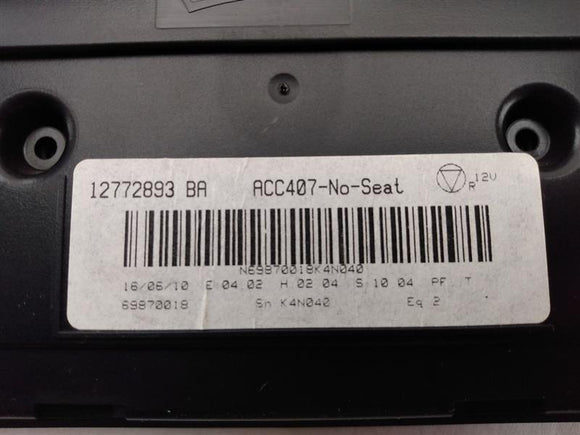 12772893 BA ACC407-No-Seat R 12V
N69870018K4N040
16/06/10 E 04 02 H 02 04 S 10 04 PF T
69870018 Sn K4N040 Eq 2